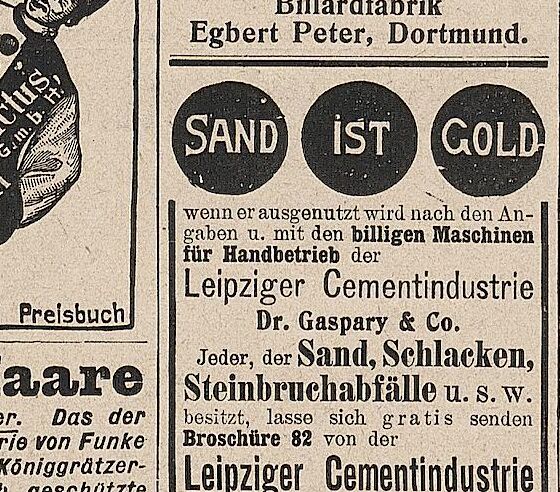 Billardfabrik
Egbert Peter, Dortmund.
ctus,
G. m. b. H.
Preisbuch
aare
er. Das der
rie von Funke
Königgrätzer-
geschützte
SAND IST GOLD
wenn er ausgenutzt wird nach den An-
gaben u. mit den billigen Maschinen
für Handbetrieb der
Leipziger Cementindustrie
Dr. Gaspary & Co.
Jeder, der Sand, Schlacken,
Steinbruchabfälle u. s. w.
besitzt, lasse sich gratis senden
Broschüre 82 von der
Leipziger Cementindustrie